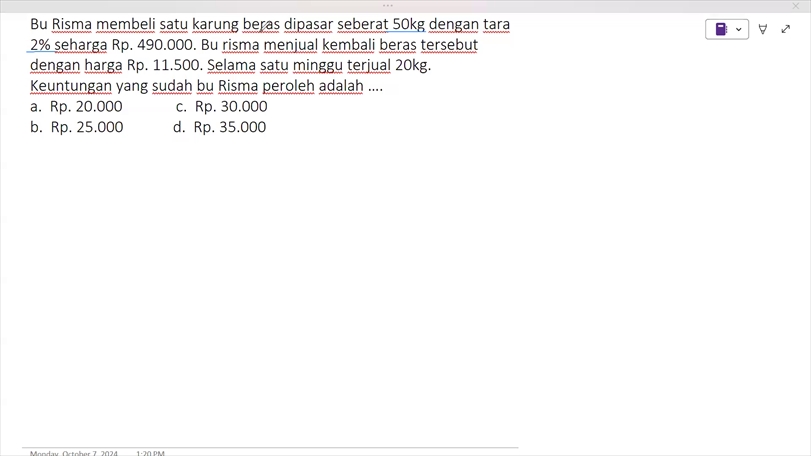 Bu Risma membeli satu karung beras dipasar seberat 50kg dengan tara
2% seharga Rp. 490.000. Bu risma menjual kembali beras tersebut
dengan harga Rp. 11.500. Selama satu minggu terjual 20kg.
Keuntungan yang sudah bu Risma peroleh adalah ....
a. Rp. 20.000 c. Rp. 30.000
b. Rp. 25.000 d. Rp. 35.000
Monday, October 7, 2024 1:20 PM